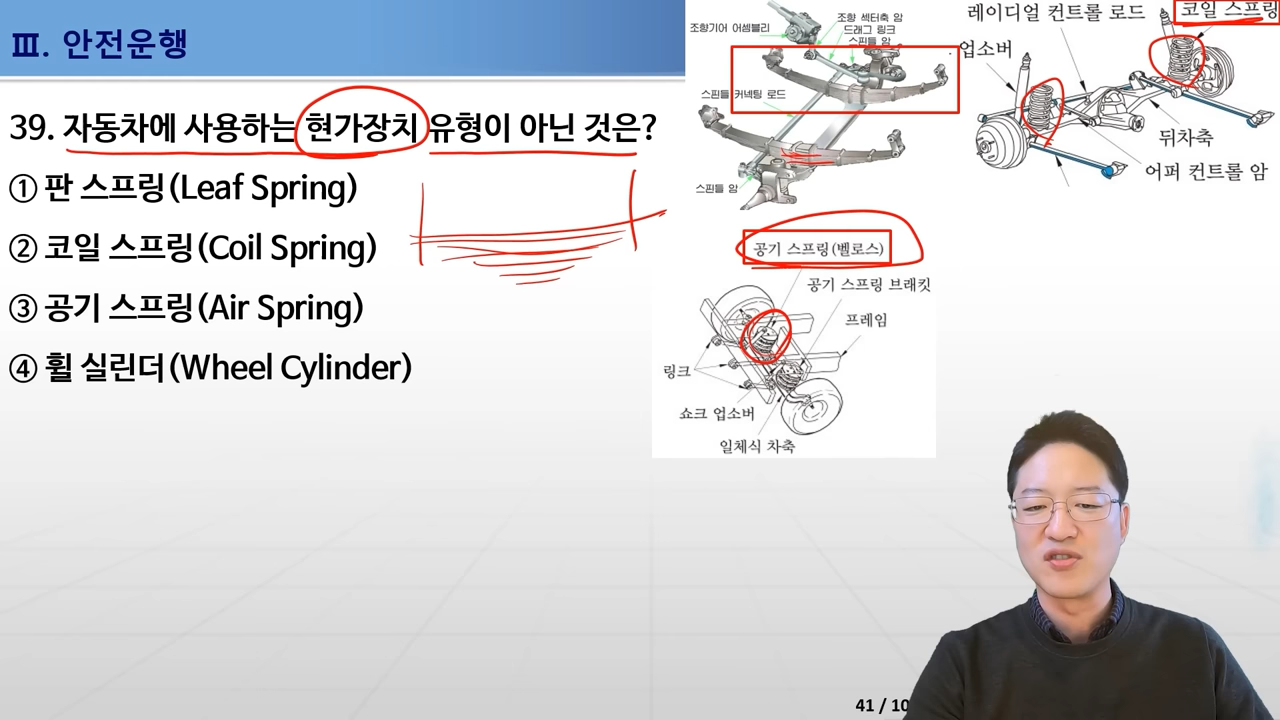 Ⅲ. 안전운행
39. 자동차에 사용하는 현가장치 유형이 아닌 것은?
① 판 스프링(Leaf Spring)
② 코일 스프링(Coil Spring)
③ 공기 스프링(Air Spring)
④ 휠 실린더(Wheel Cylinder)
조향기어 어셈블리
조향 섹터축 암
드래그 링크
스핀들 암
스핀들 커넥팅 로드
스핀들 암
레이디얼 컨트롤 로드
코일 스프링
업소버
뒤차축
어퍼 컨트롤 암
공기 스프링(벨로스)
공기 스프링 브래킷
프레임
링크
쇼크 업소버
일체식 차축
41 / 10